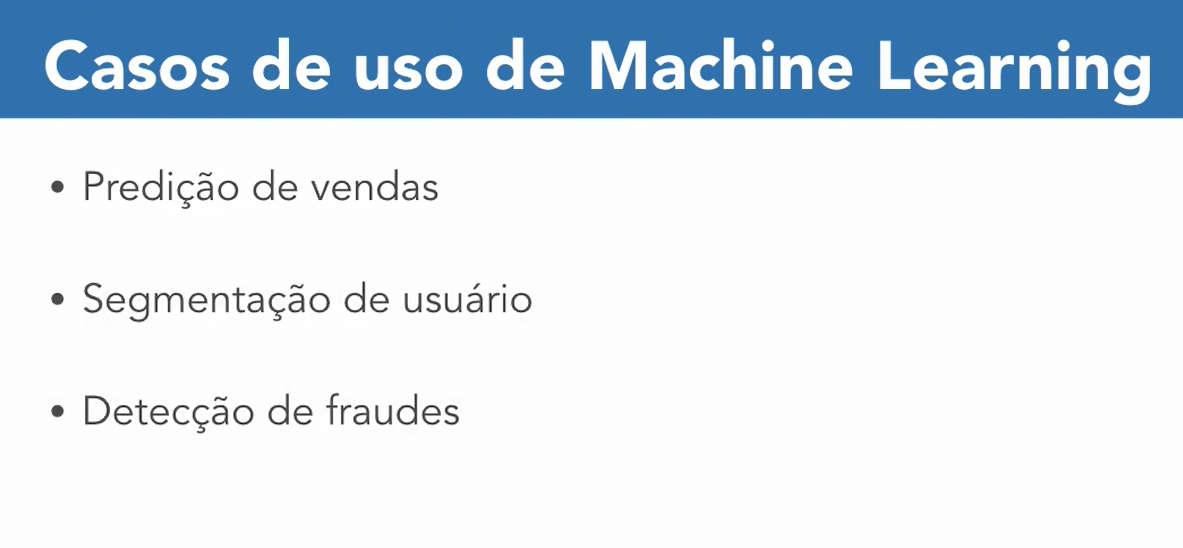 Casos de uso de Machine Learning
• Predição de vendas
• Segmentação de usuário
• Detecção de fraudes